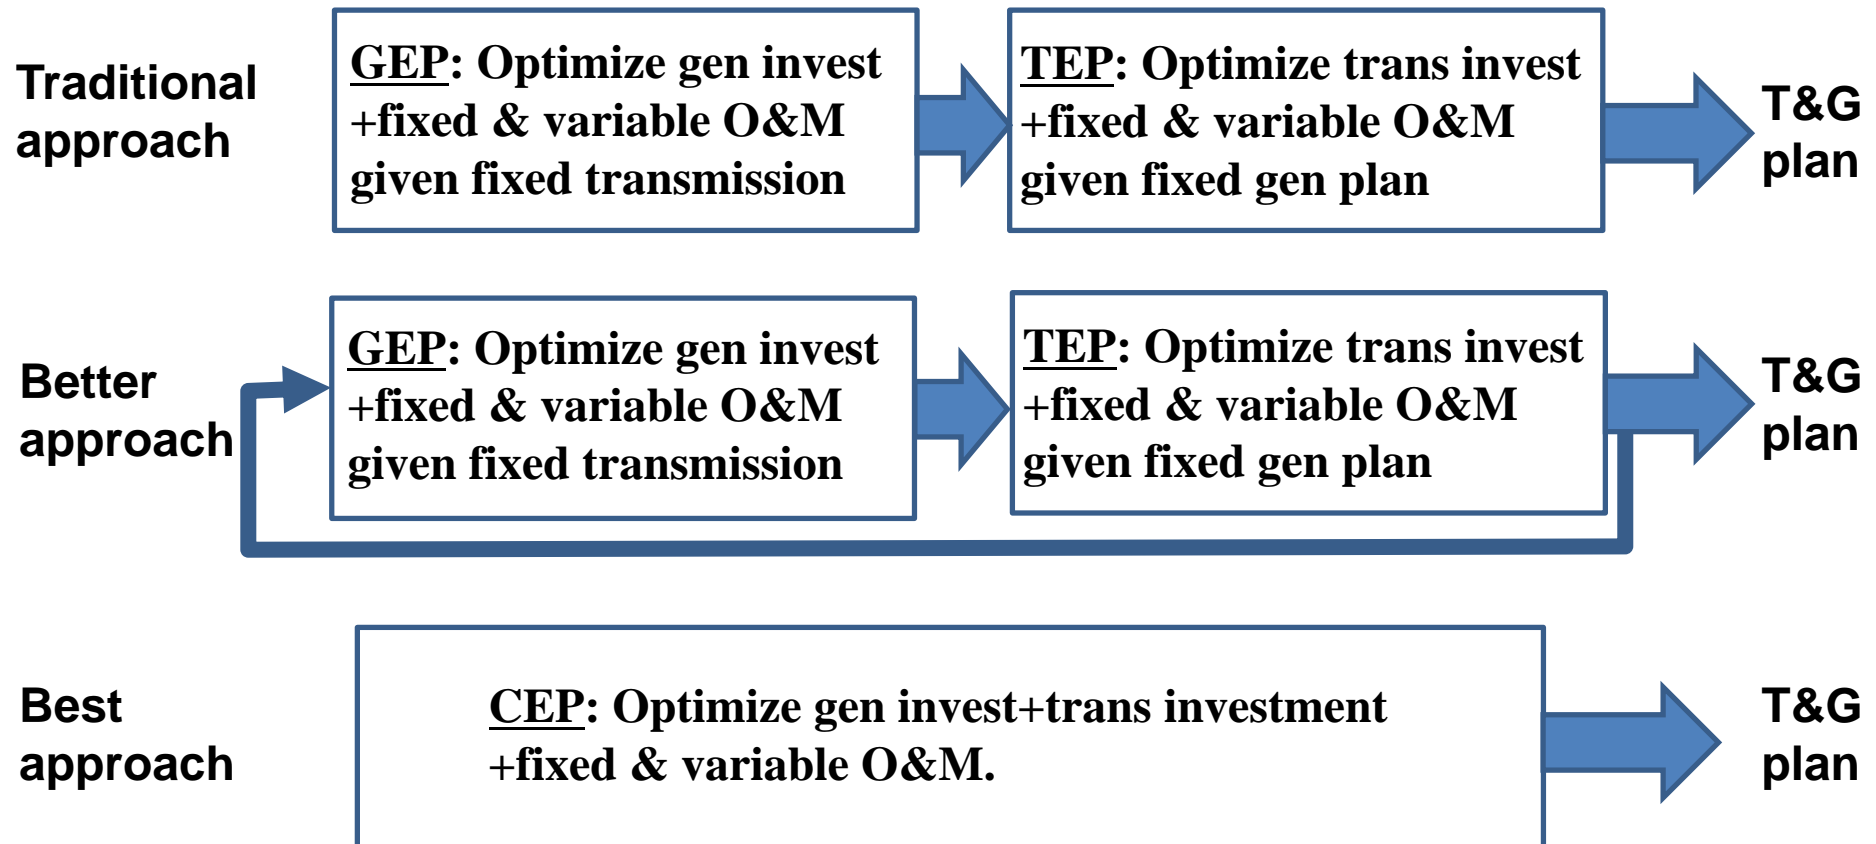 Traditional
approach
GEP: Optimize gen invest
+fixed & variable O&M
given fixed transmission
TEP: Optimize trans invest
+fixed & variable O&M
given fixed gen plan
T&G
plan
Better
approach
GEP: Optimize gen invest
+fixed & variable O&M
given fixed transmission
TEP: Optimize trans invest
+fixed & variable O&M
given fixed gen plan
T&G
plan
Best
approach
CEP: Optimize gen invest+trans investment
+fixed & variable O&M.
T&G
plan